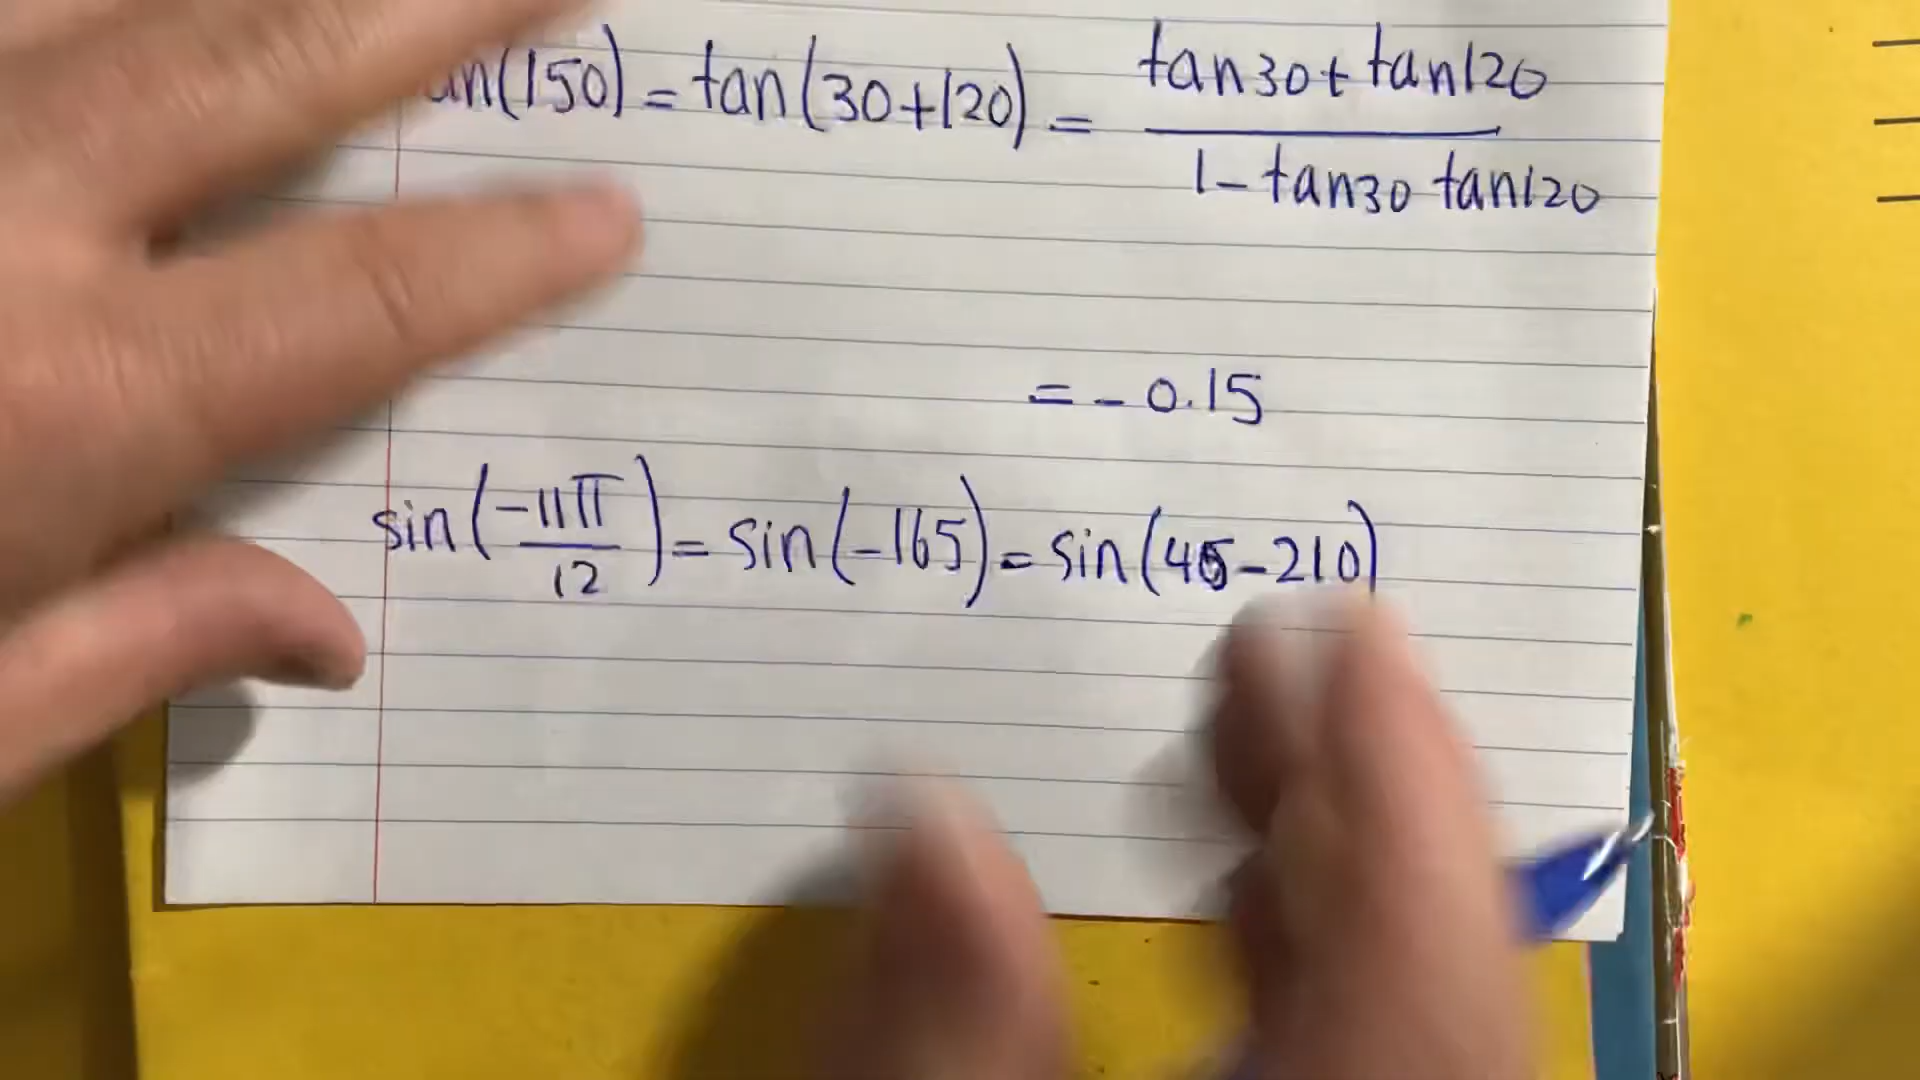 an(150) = tan(30+120) = tan30 + tan120 / 1 - tan30 tan120
= - 0.15
sin(-11π/12) = sin(-165) = sin(45-210)